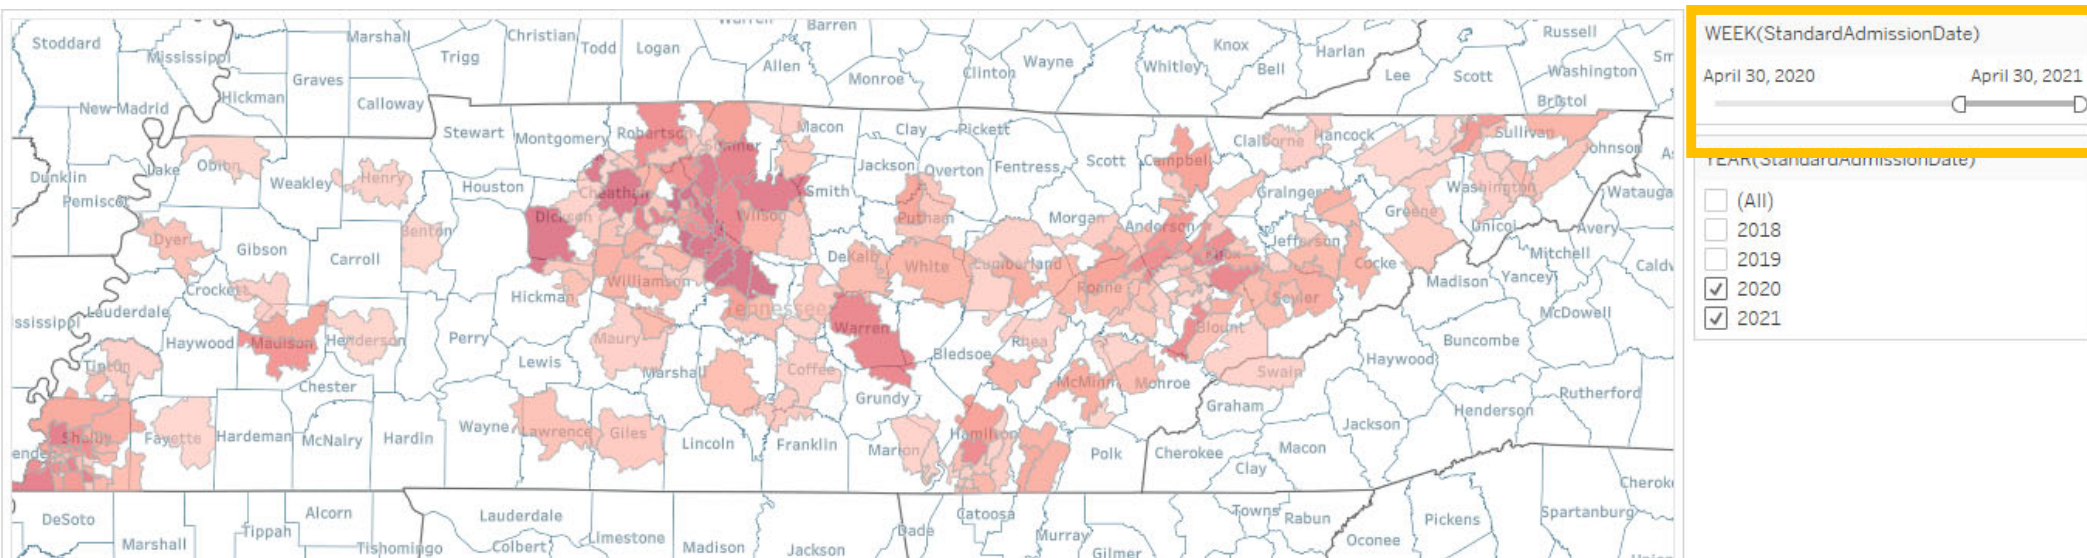 Warren
Barren
Stoddard
Marshall
Trigg
Christian
Todd
Logan
Allen
Monroe
Clinton
Wayne
Whitley
Knox
Bell
Harlan
Lee
Scott
Russell
Washington
Mississippi
Graves
Hickman
Calloway
New Madrid
Bristol
Stewart
Montgomery
Robertson
Sumner
Macon
Clay
Pickett
Claiborne
Hancock
Sullivan
Johnson
Dunklin
Lake
Obion
Weakley
Henry
Houston
Cheatham
Smith
Jackson
Overton
Fentress
Scott
Campbell
Grainger
Washington
Watauga
Pemiscot
Dyer
Gibson
Carroll
Benton
Dickson
Wilson
Putnam
Morgan
Anderson
Knox
Jefferson
Greene
Unicoi
Avery
Mitchell
Crockett
Hickman
Williamson
DeKalb
White
Cumberland
Roane
Sevier
Cocke
Madison
Yancey
Lauderdale
Tennessee
McDowell
ssissippi
Haywood
Madison
Henderson
Perry
Maury
Warren
Rhea
Blount
Buncombe
Tipton
Chester
Lewis
Marshall
Coffee
Bledsoe
McMinn
Monroe
Swain
Haywood
Rutherford
Grundy
Graham
Henderson
Shelby
Fayette
Hardeman
McNairy
Hardin
Wayne
Lawrence
Giles
Lincoln
Franklin
Marion
Hamilton
Polk
Cherokee
Macon
Jackson
Clay
DeSoto
Marshall
Tippah
Alcorn
Tishomingo
Lauderdale
Colbert
Limestone
Madison
Jackson
Dade
Catoosa
Murray
Gilmer
Towns
Rabun
Oconee
Pickens
Spartanburg
WEEK(StandardAdmissionDate)
April 30, 2020 April 30, 2021
YEAR(StandardAdmissionDate)
(All)
2018
2019
2020
2021